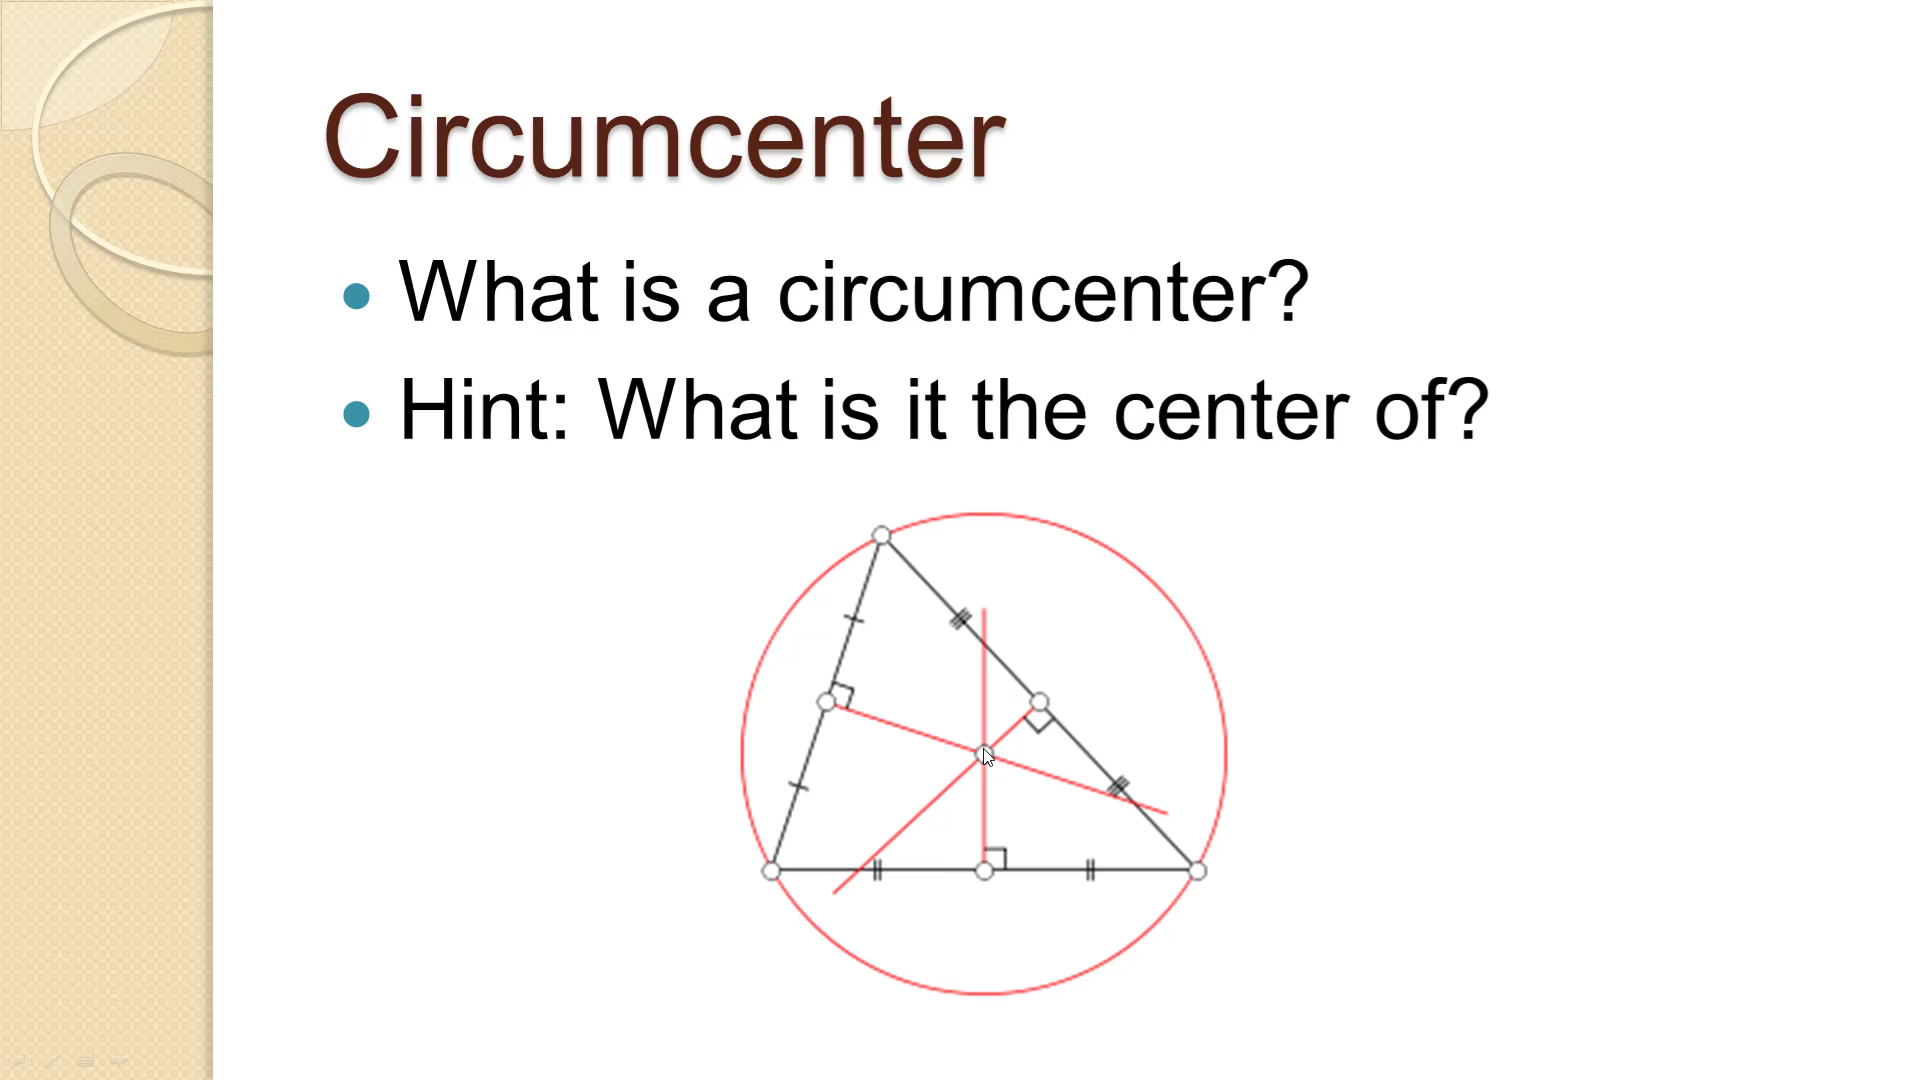 Circumcenter
What is a circumcenter?
Hint: What is it the center of?